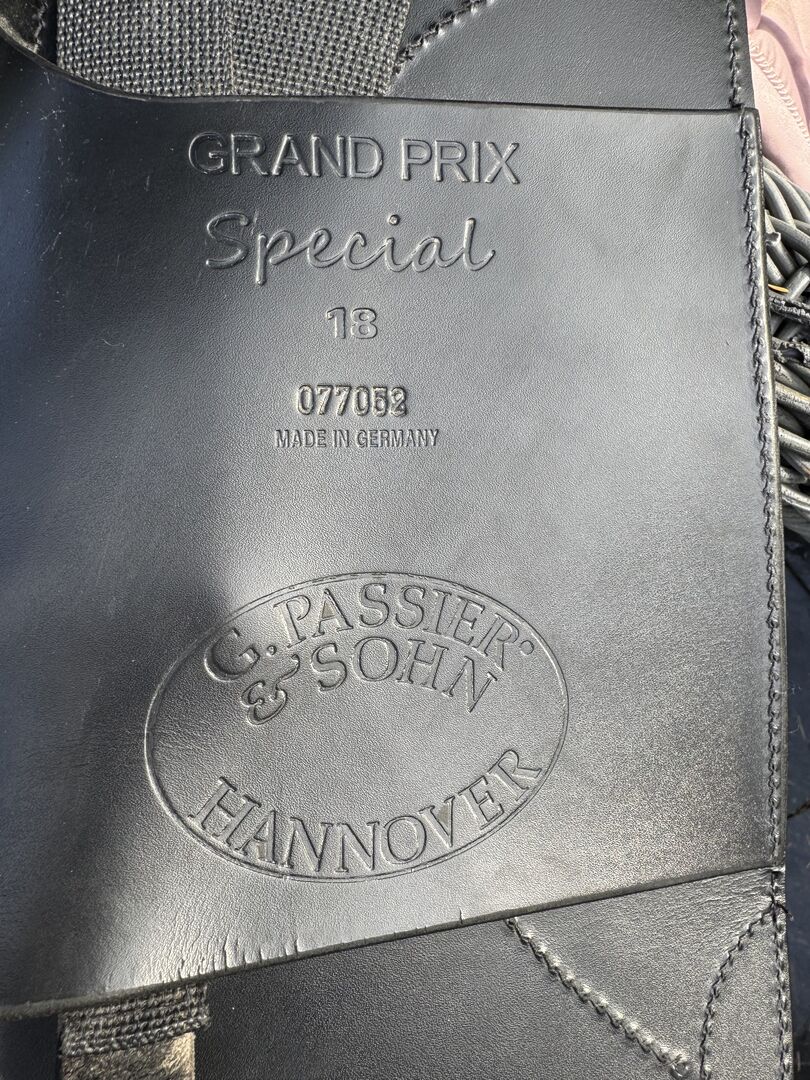 GRAND PRIX
Special
18
077052
MADE IN GERMANY
G. PASSIER
& SOHN
HANNOVER